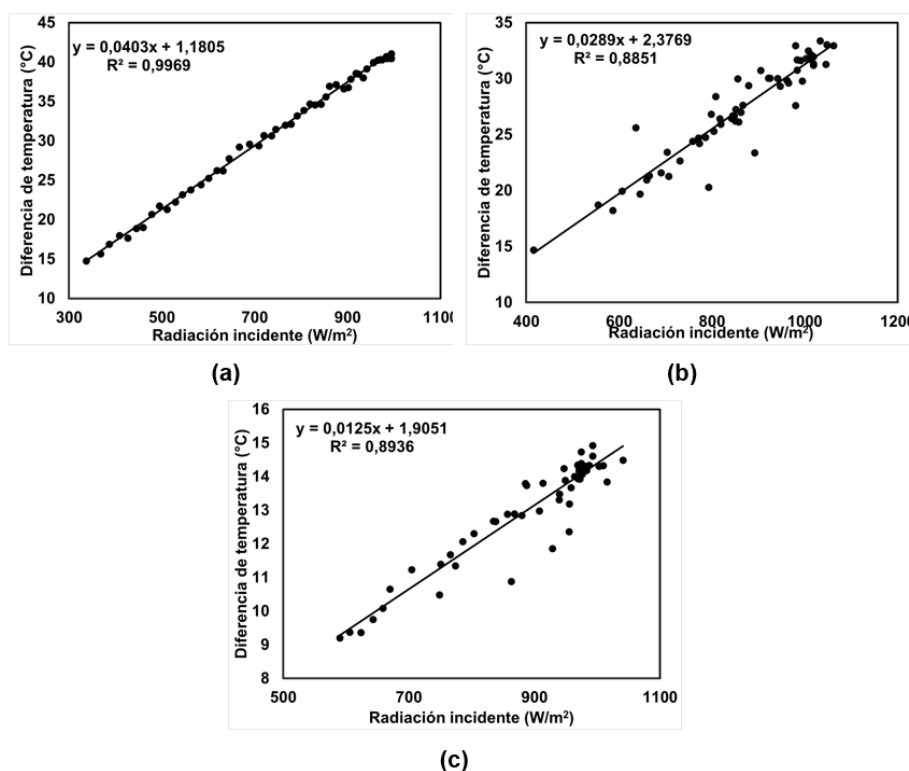 y = 0,0403x + 1,1805
R² = 0,9969
Diferencia de temperatura (°C)
45
40
35
30
25
20
15
10
300
500
700
900
1100
Radiación incidente (W/m²)
(a)
y = 0,0289x + 2,3769
R² = 0,8851
Diferencia de temperatura (°C)
35
30
25
20
15
10
400
600
800
1000
1200
Radiación incidente (W/m²)
(b)
y = 0,0125x + 1,9051
R² = 0,8936
Diferencia de temperatura (°C)
16
15
14
13
12
11
10
9
8
500
700
900
1100
Radiación incidente (W/m²)
(c)